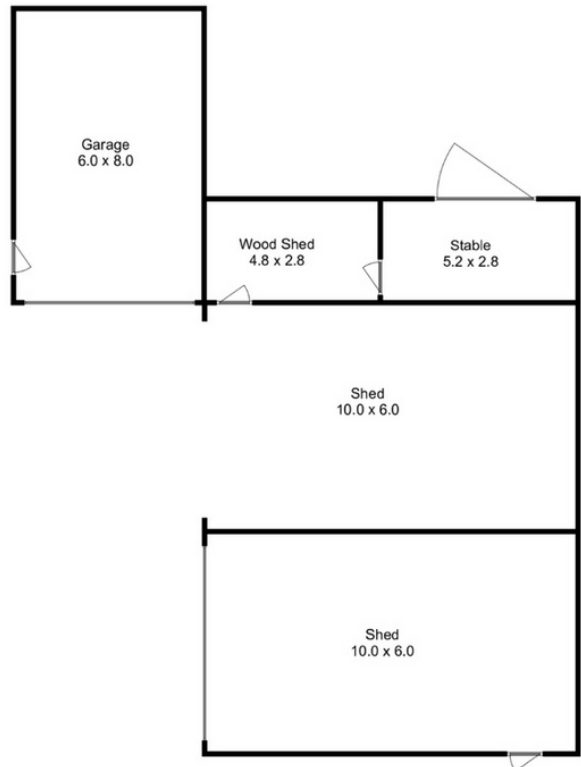 Garage
6.0 x 8.0
Wood Shed
4.8 x 2.8
Stable
5.2 x 2.8
Shed
10.0 x 6.0
Shed
10.0 x 6.0